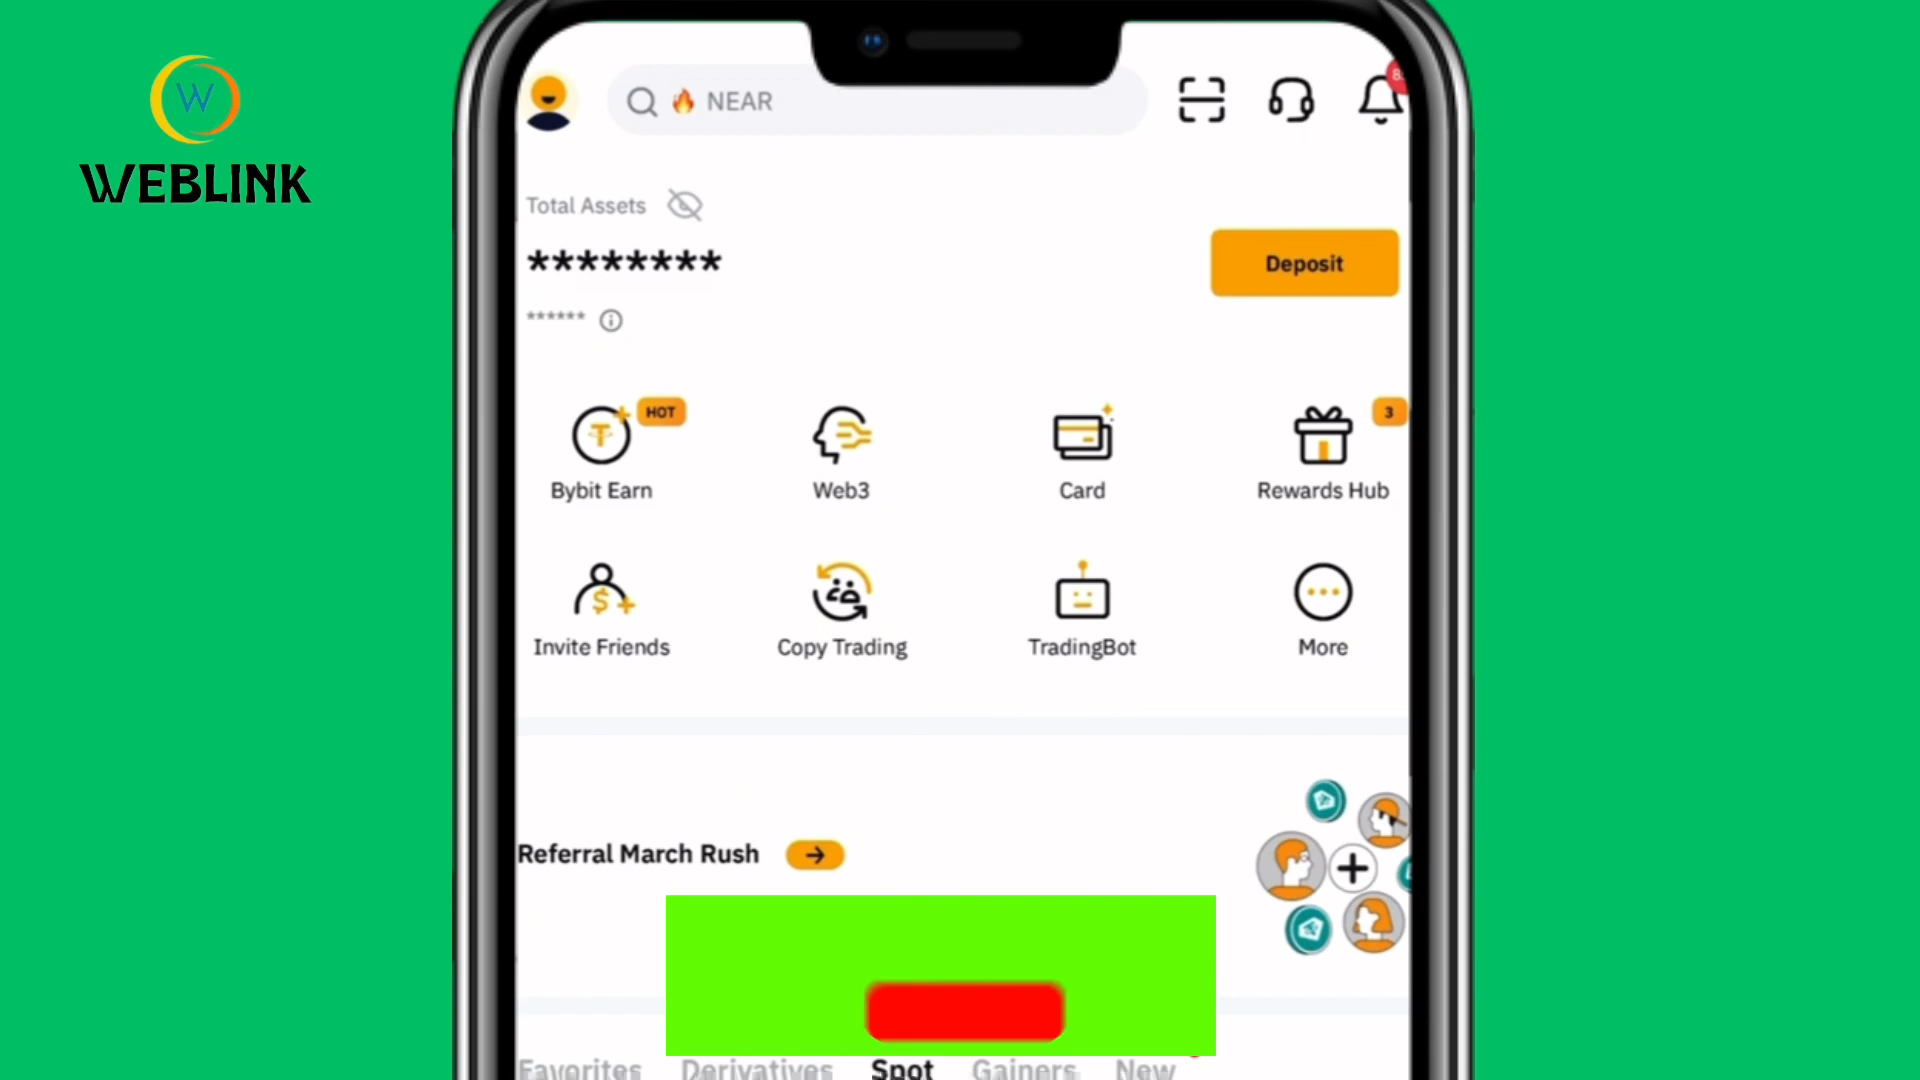 W
WEBLINK
NEAR
8
Total Assets
********
Deposit
******
HOT
3
Bybit Earn
Web3
Card
Rewards Hub
Invite Friends
Copy Trading
TradingBot
More
Referral March Rush
Favorites Derivatives Spot Gainers New